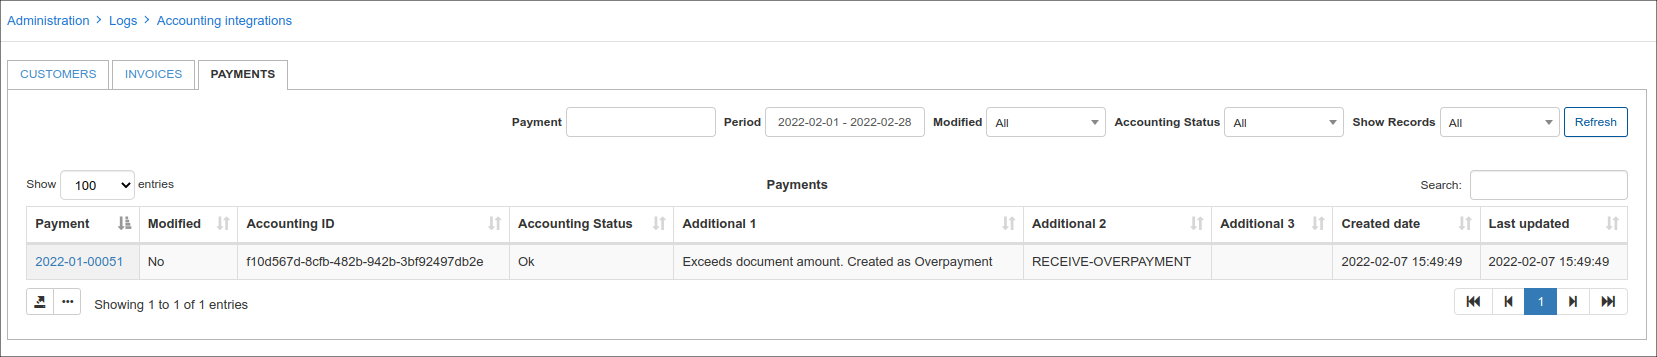 Administration > Logs > Accounting integrations
CUSTOMERS INVOICES PAYMENTS
Payment Period 2022-02-01 - 2022-02-28 Modified All Accounting Status All Show Records All Refresh
Show 100 entries Payments Search:
Payment Modified Accounting ID Accounting Status Additional 1 Additional 2 Additional 3 Created date Last updated
2022-01-00051 No f10d567d-8cfb-482b-942b-3bf92497db2e Ok Exceeds document amount. Created as Overpayment RECEIVE-OVERPAYMENT 2022-02-07 15:49:49 2022-02-07 15:49:49
Showing 1 to 1 of 1 entries 1